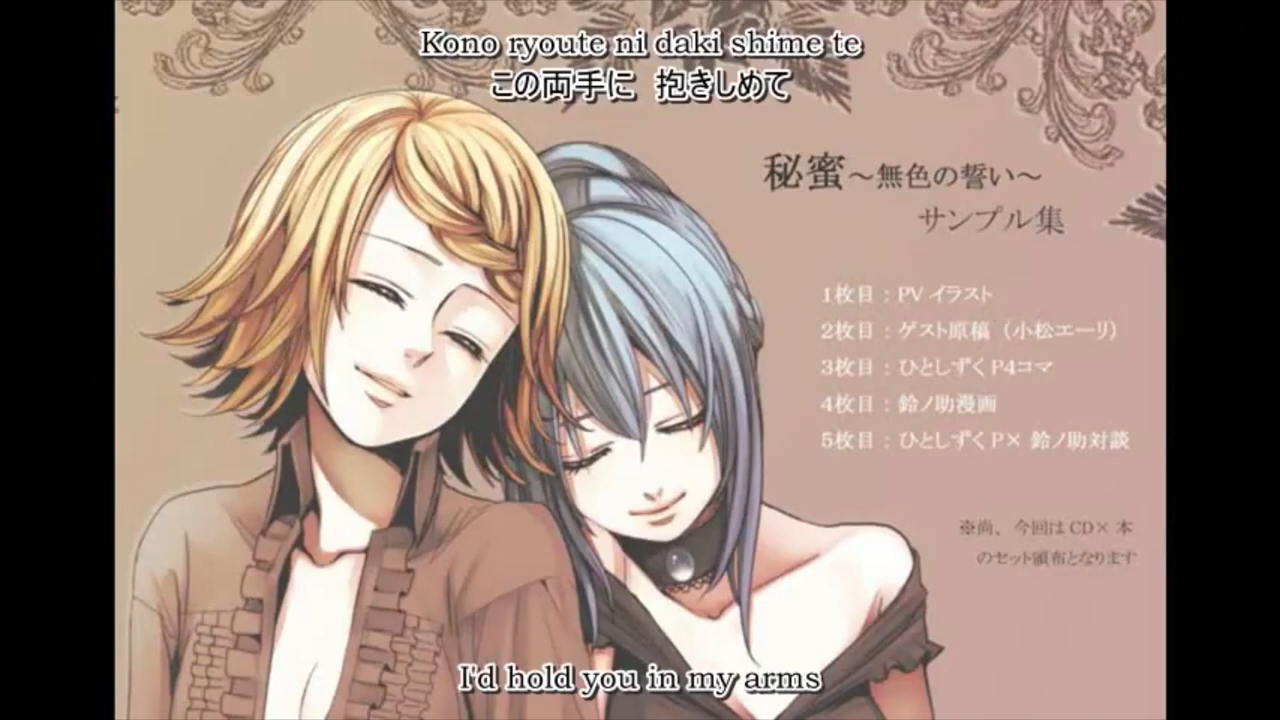 Kono ryoute ni daki shime te
この両手に　抱きしめて
秘蜜～無色の誓い～
サンプル集
1枚目：PV イラスト
2枚目：ゲスト原稿（小松エーリ）
3枚目：ひとしずくP4コマ
4枚目：鈴ノ助漫画
5枚目：ひとしずくP× 鈴ノ助対談
※尚、今回は CD× 本
のセット頒布となります
I'd hold you in my arms